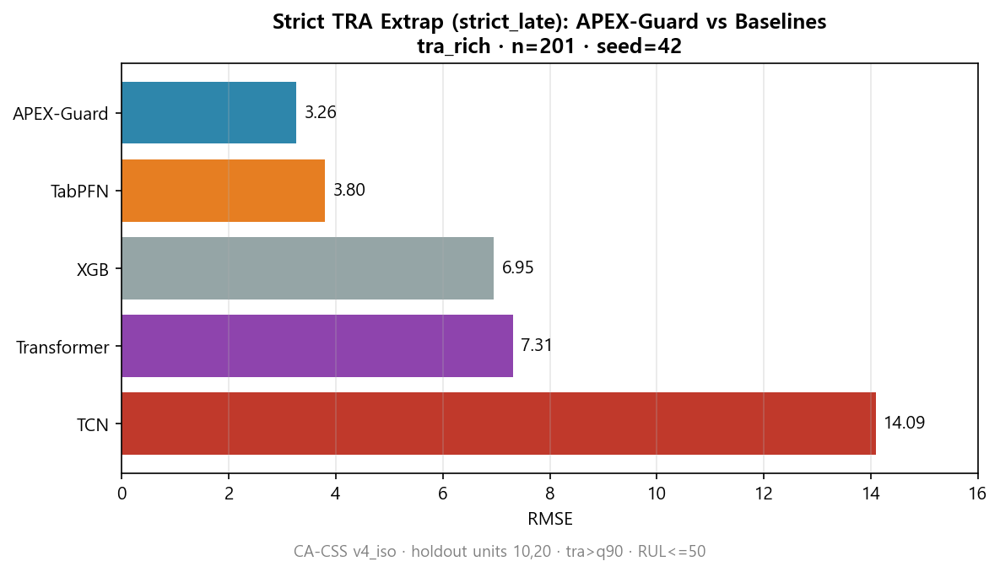 Strict TRA Extrap (strict_late): APEX-Guard vs Baselines
tra_rich · n=201 · seed=42
APEX-Guard
3.26
TabPFN
3.80
XGB
6.95
Transformer
7.31
TCN
14.09
0 2 4 6 8 10 12 14 16
RMSE
CA-CSS v4_iso · holdout units 10,20 · tra>q90 · RUL<=50